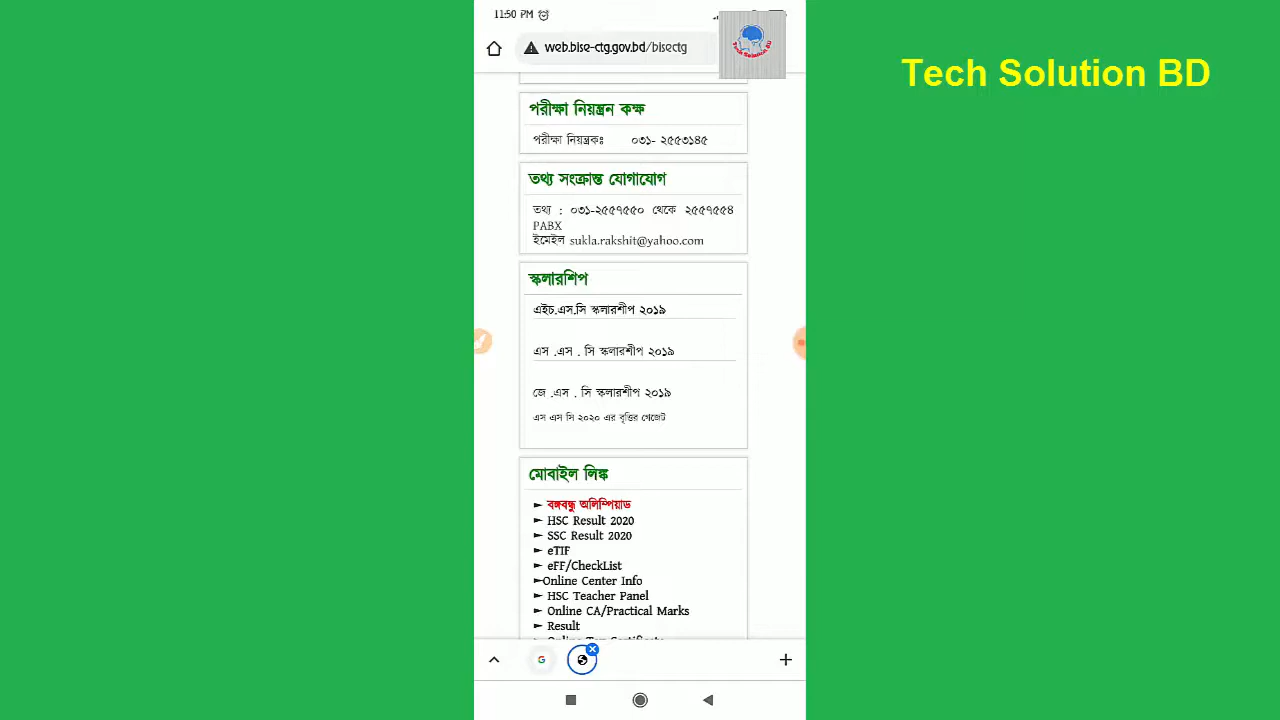 11:50 PM
web.bise-ctg.gov.bd/bisectg
Tech Solution BD
Tech Solution BD
পরীক্ষা নিয়ন্ত্রন কক্ষ
পরীক্ষা নিয়ন্ত্রকঃ ০৩১- ২৫৫৩১৪৫
তথ্য সংক্রান্ত যোগাযোগ
তথ্য : ০৩১-২৫৫৭৫৫০ থেকে ২৫৫৭৫৫৪
PABX
ইমেইল sukla.rakshit@yahoo.com
স্কলারশিপ
এইচ.এস.সি স্কলারশীপ ২০১৯
এস .এস . সি স্কলারশীপ ২০১৯
জে .এস . সি স্কলারশীপ ২০১৯
এস এস সি ২০২০ এর বৃত্তির গেজেট
মোবাইল লিঙ্ক
► বঙ্গবন্ধু অলিম্পিয়াড
► HSC Result 2020
► SSC Result 2020
► eTIF
► eFF/CheckList
►Online Center Info
► HSC Teacher Panel
► Online CA/Practical Marks
► Result
G